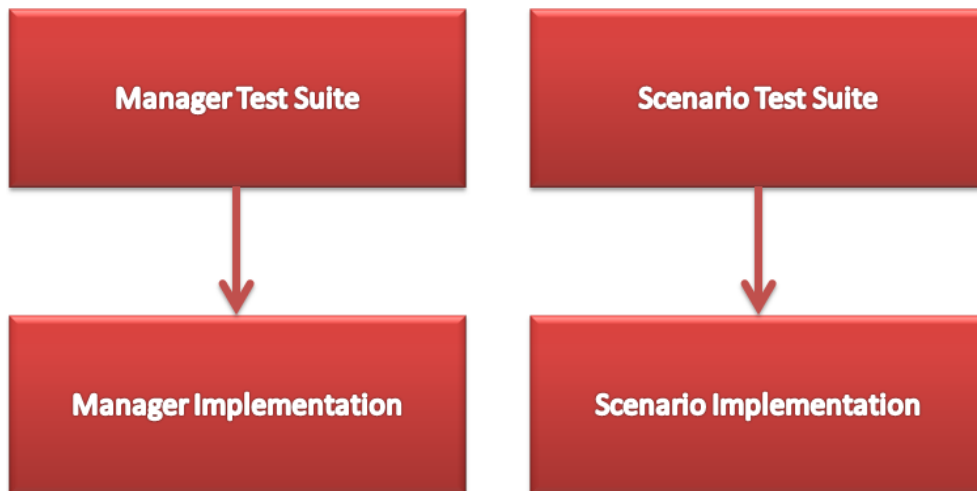 Manager Test Suite
Scenario Test Suite
Manager Implementation
Scenario Implementation